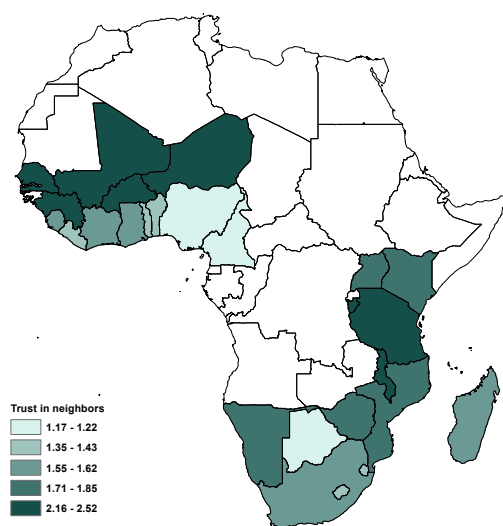 Trust in neighbors
1.17 - 1.22
1.35 - 1.43
1.55 - 1.62
1.71 - 1.85
2.16 - 2.52